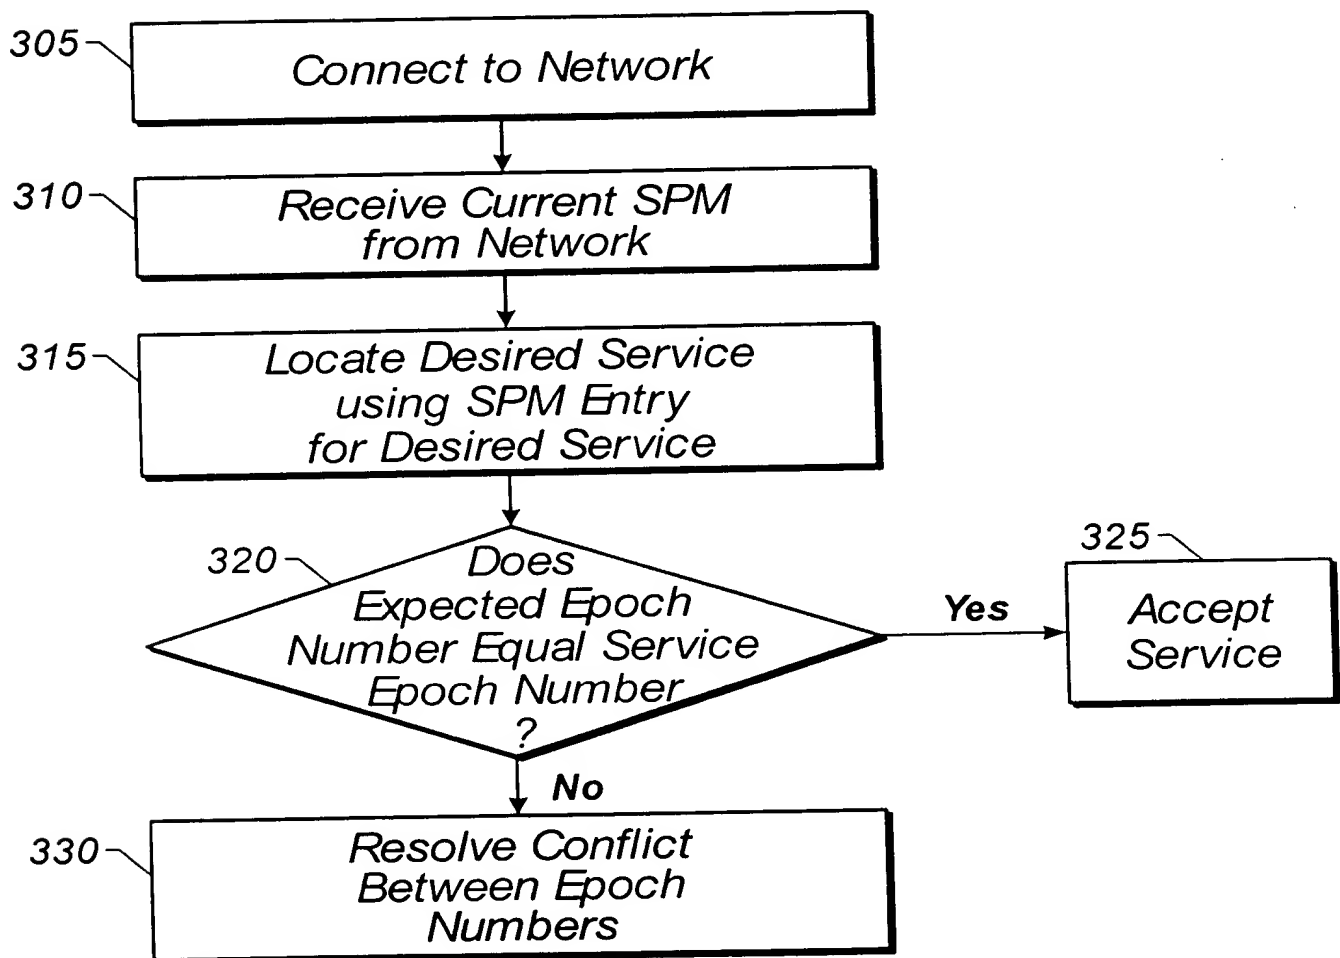 305
Connect to Network
310
Receive Current SPM
from Network
315
Locate Desired Service
using SPM Entry
for Desired Service
320
Does
Expected Epoch
Number Equal Service
Epoch Number
?
Yes
325
Accept
Service
No
330
Resolve Conflict
Between Epoch
Numbers